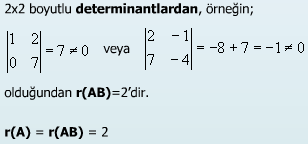 2x2 boyutlu determinantlardan, örneğin;
|1 2| |2 -1|
|0 7| = 7 ≠ 0 veya |7 -4| = -8 + 7 = -1 ≠ 0
olduğundan r(AB)=2'dir.
r(A) = r(AB) = 2